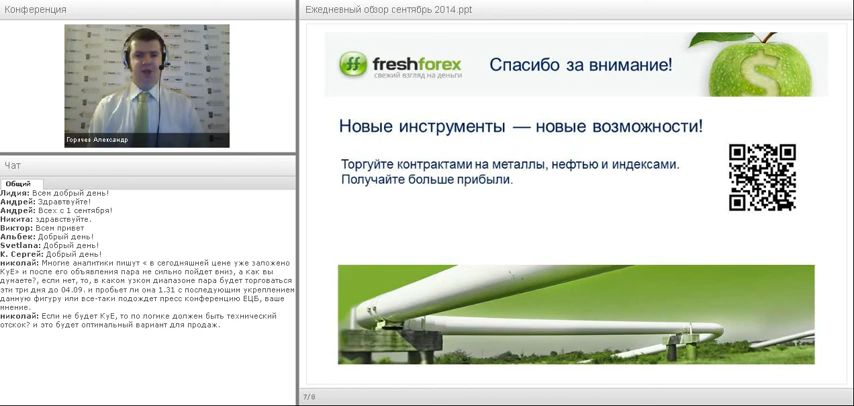 Конференция
Горячев Александр
Чат
Общий
Лидия: Всем добрый день!
Андрей: Здравтвуйте!
Андрей: Всех с 1 сентября!
Никита: здравствуйте.
Виктор: Всем привет
Альбек: Добрый день!
Svetlana: Добрый день!
К. Сергей: Добрый день!
николай: Многие аналитики пишут « в сегодняшней цене уже заложено
КуЕ» и после его объявления пара не сильно пойдет вниз, а как вы
думаете?, если нет, то, в каком узком диапазоне пара будет торговаться
эти три дня до 04.09. и пробьет ли она 1.31 с последующим укреплением
данную фигуру или все-таки подождет пресс конференцию ЕЦБ, ваше
мнение.
николай: Если не будет КуЕ, то по логике должен быть технический
отскок? и это будет оптимальный вариант для продаж.
Ежедневный обзор сентябрь 2014.ppt
freshforex
свежий взгляд на деньги
Спасибо за внимание!
Новые инструменты — новые возможности!
Торгуйте контрактами на металлы, нефтью и индексами.
Получайте больше прибыли.
7/8